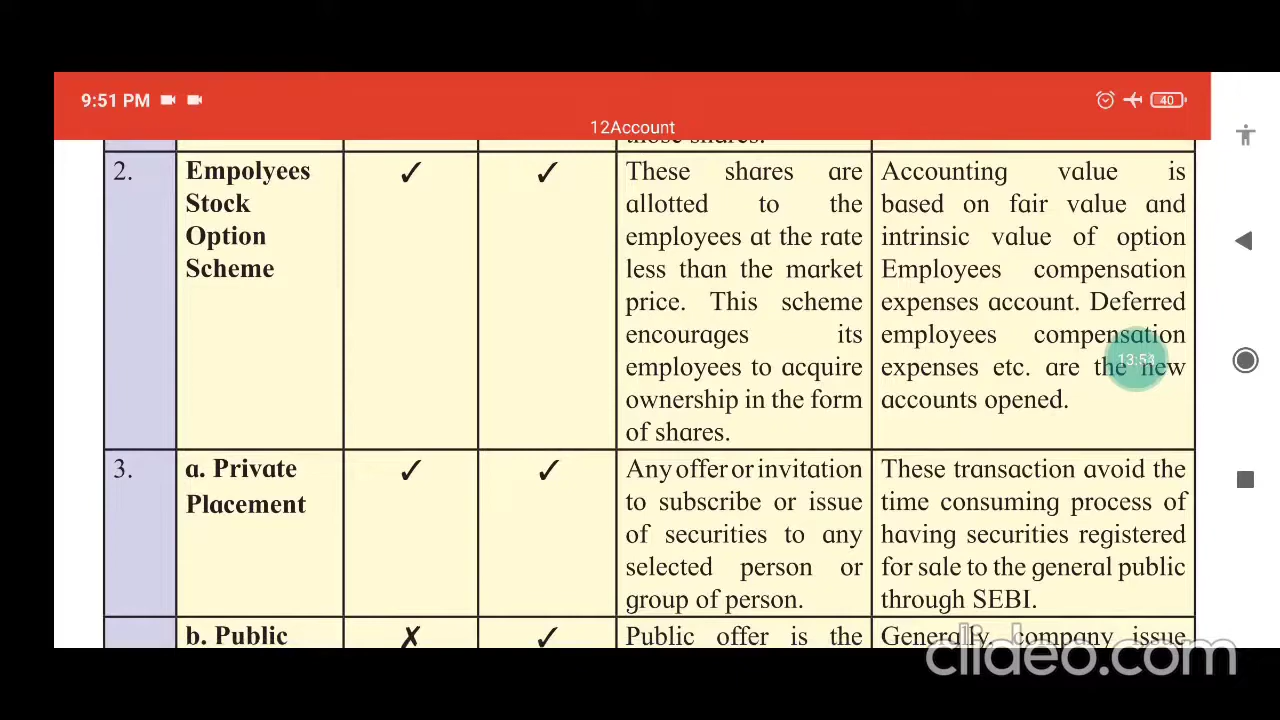 9:51 PM
40
12Account
those shares.
2.
Empolyees
Stock
Option
Scheme
✓
✓
These shares are
allotted to the
employees at the rate
less than the market
price. This scheme
encourages its
employees to acquire
ownership in the form
of shares.
Accounting value is
based on fair value and
intrinsic value of option
Employees compensation
expenses account. Deferred
employees compensation
expenses etc. are the new
accounts opened.
13:53
3.
a. Private
Placement
✓
✓
Any offer or invitation
to subscribe or issue
of securities to any
selected person or
group of person.
These transaction avoid the
time consuming process of
having securities registered
for sale to the general public
through SEBI.
b. Public
✗
✓
Public offer is the
Generally, company issue
clideo.com